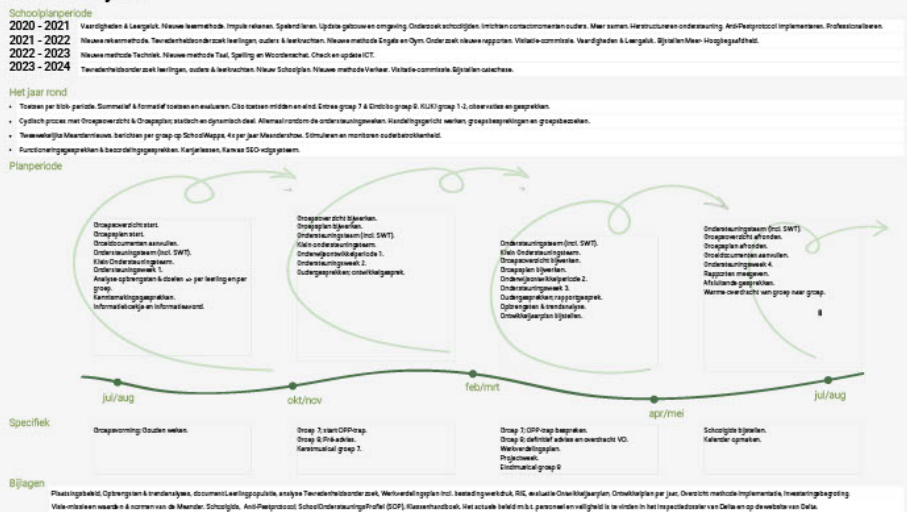 Schoolplanperiode
2020 - 2021 Vaardigheden & Leergeluk. Nieuwe leesmethode. Impuls rekenen. Spelend leren. Update gebouw en omgeving. Onderzoek schooltijden. Inrichten contactmomenten ouders. Meer samen. Herstructureren ondersteuning. Anti-Pestprotocol implementeren. Professionaliseren.
2021 - 2022 Nieuwe rekenmethode. Tevredenheidsonderzoek leerlingen, ouders & leerkrachten. Nieuwe methode Engels en Gym. Onderzoek nieuwe rapporten. Visitatie-commissie. Vaardigheden & Leergeluk. Bijstellen Meer- Hoogbegaafdheid.
2022 - 2023 Nieuwe methode Techniek. Nieuwe methode Taal, Spelling en Woordenschat. Check en update ICT.
2023 - 2024 Tevredenheidsonderzoek leerlingen, ouders & leerkrachten. Nieuw Schoolplan. Nieuwe methode Verkeer. Visitatie-commissie. Bijstellen catechese.
Het jaar rond
• Toetsen per blok- periode. Summatief & formatief toetsen en evalueren. Cito toetsen midden en eind. Entree groep 7 & Eindcito groep 8. KIJK! groep 1-2, observaties en gesprekken.
• Cyclisch proces met Groepsoverzicht & Groepsplan; statisch en dynamisch deel. Allemaal rondom de ondersteuningsweken. Handelingsgericht werken, groepsbesprekingen en groepsbezoeken.
• Tweewekelijks Meandernieuws. berichten per groep op SchoolWapps, 4x per jaar Meandershow. Stimuleren en monitoren ouderbetrokkenheid.
• Functioneringsgesprekken & beoordelingsgesprekken. Kanjerlessen, Kanvas SEO-volgsysteem.
Planperiode
Groepsoverzicht start.
Groepsplan start.
Groeidocumenten aanvullen.
Ondersteuningsteam (incl. SWT).
Klein Ondersteuningsteam.
Ondersteuningsweek 1.
Analyse opbrengsten & doelen => per leerling en per
groep.
Kennismakingsgesprekken.
Informatieboekje en informatieavond.
Groepsoverzicht bijwerken.
Groepsplan bijwerken.
Ondersteuningsteam (incl. SWT).
Klein ondersteuningsteam.
Onderwijsontwikkelperiode 1.
Ondersteuningsweek 2.
Oudergesprekken; ontwikkelgesprek.
Ondersteuningsteam (incl. SWT).
Klein Ondersteuningsteam.
Groepsoverzicht bijwerken.
Groepsplan bijwerken.
Onderwijsontwikkelperiode 2.
Ondersteuningsweek 3.
Oudergesprekken; rapportgesprek.
Opbrengsten & trendanalyse.
Ontwikkeljaarplan bijstellen.
Ondersteuningsteam (incl. SWT)
Groepsoverzicht afronden.
Groepsplan afronden.
Groeidocumenten aanvullen.
Ondersteuningsweek 4.
Rapporten meegeven.
Afsluitende gesprekken.
Warme overdracht van groep naar groep.
jul/aug
okt/nov
feb/mrt
apr/mei
jul/aug
Specifiek
Groepsvorming; Gouden weken.
Groep 7; start OPP-trap.
Groep 8; Pré-advies.
Kerstmusical groep 7.
Groep 7; OPP-trap bespreken.
Groep 8; definitief advies en overdracht VO.
Werkverdelingsplan.
Projectweek.
Eindmusical groep 8
Schoolgids bijstellen.
Kalender opmaken.
Bijlagen
Plaatsingsbeleid, Opbrengsten & trendanalyses, document Leerlingpopulatie, analyse Tevredenheidsonderzoek, Werkverdelingsplan incl. besteding werkdruk, RIE, evaluatie Ontwikkeljaarplan, Ontwikkelplan per jaar, Overzicht methode implementatie, Investeringsbegroting.
Visie-missie en waarden & normen van de Meander. Schoolgids, Anti-Pestprotocol, SchoolOndersteuningsProfiel (SOP), Klassenhandboek. Het actuele beleid m.b.t. personeel en veiligheid is te vinden in het inspectiedossier van Delta en op de website van Delta.